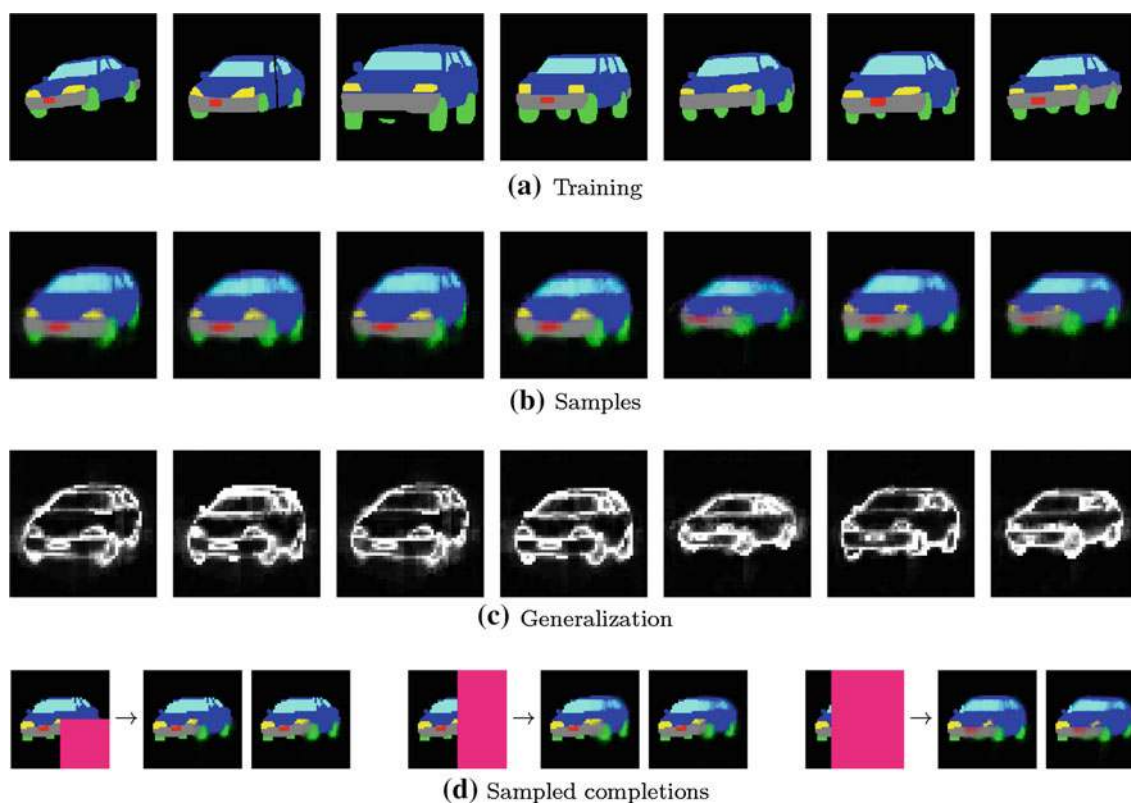 (a) Training
(b) Samples
(c) Generalization
→ → →
(d) Sampled completions